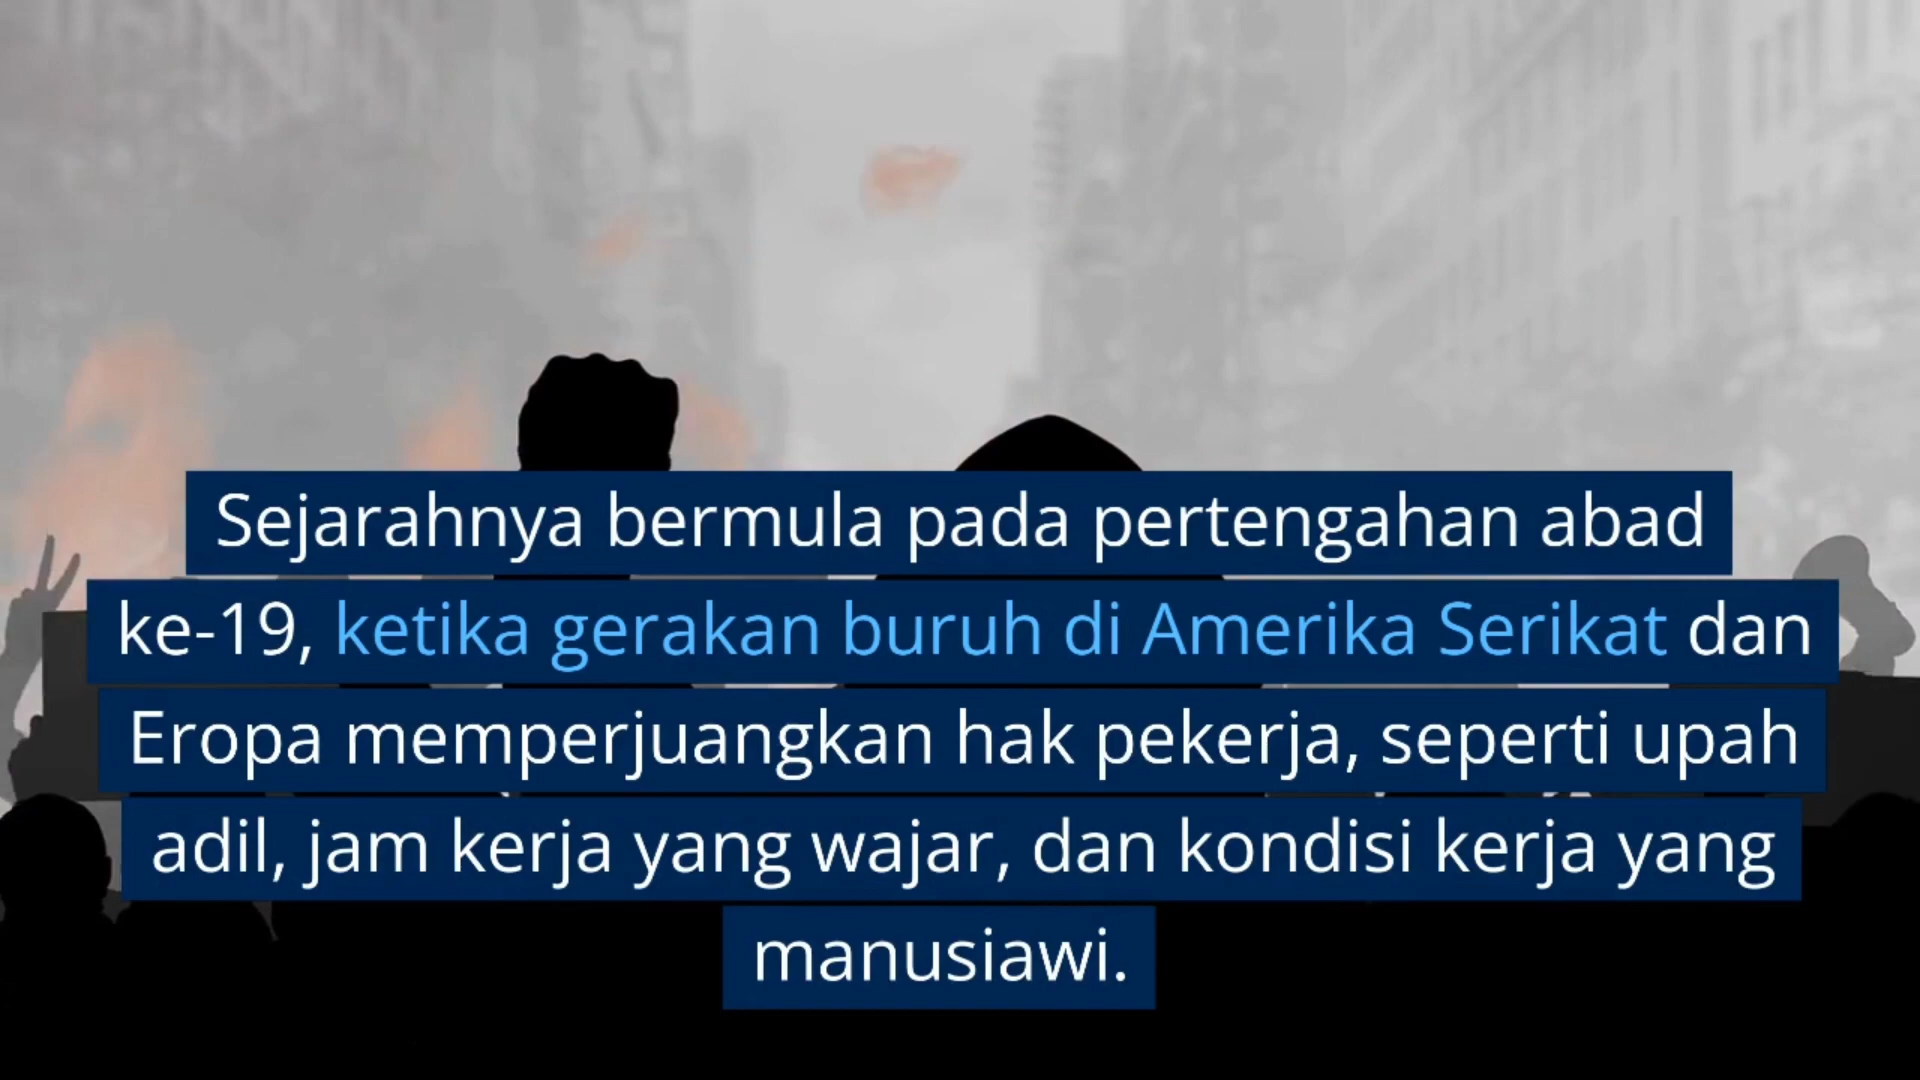 Sejarahnya bermula pada pertengahan abad
ke-19, ketika gerakan buruh di Amerika Serikat dan
Eropa memperjuangkan hak pekerja, seperti upah
adil, jam kerja yang wajar, dan kondisi kerja yang
manusiawi.